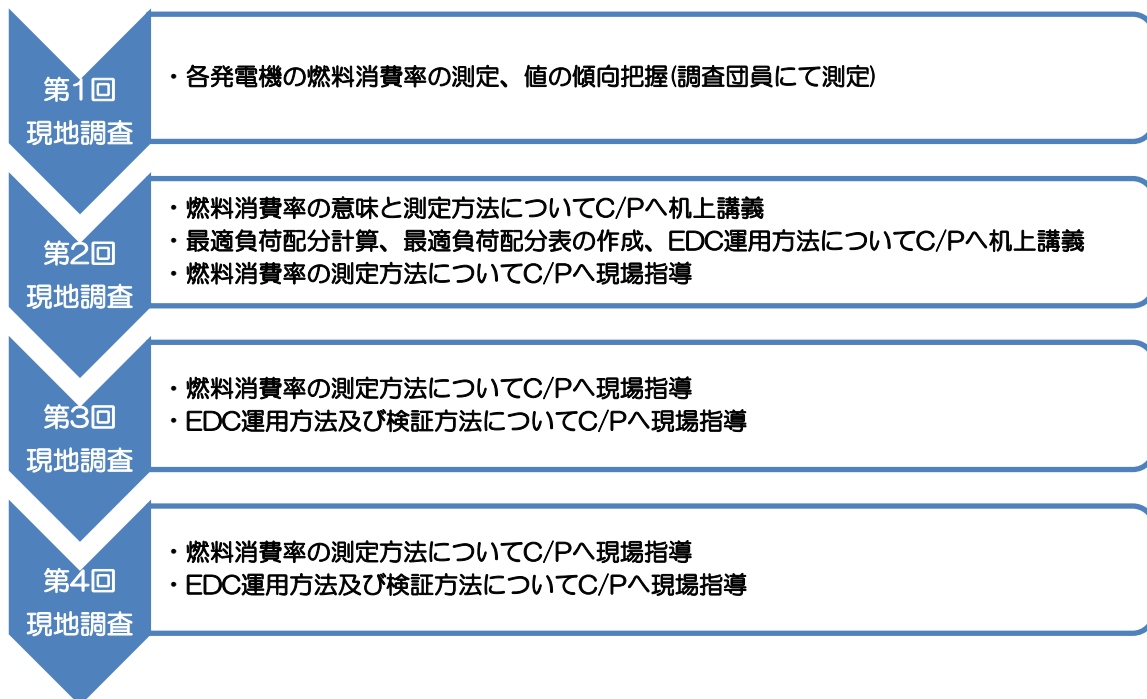 第1回
現地調査
・各発電機の燃料消費率の測定、値の傾向把握(調査団員にて測定)
第2回
現地調査
・燃料消費率の意味と測定方法についてC/Pへ机上講義
・最適負荷配分計算、最適負荷配分表の作成、EDC運用方法についてC/Pへ机上講義
・燃料消費率の測定方法についてC/Pへ現場指導
第3回
現地調査
・燃料消費率の測定方法についてC/Pへ現場指導
・EDC運用方法及び検証方法についてC/Pへ現場指導
第4回
現地調査
・燃料消費率の測定方法についてC/Pへ現場指導
・EDC運用方法及び検証方法についてC/Pへ現場指導